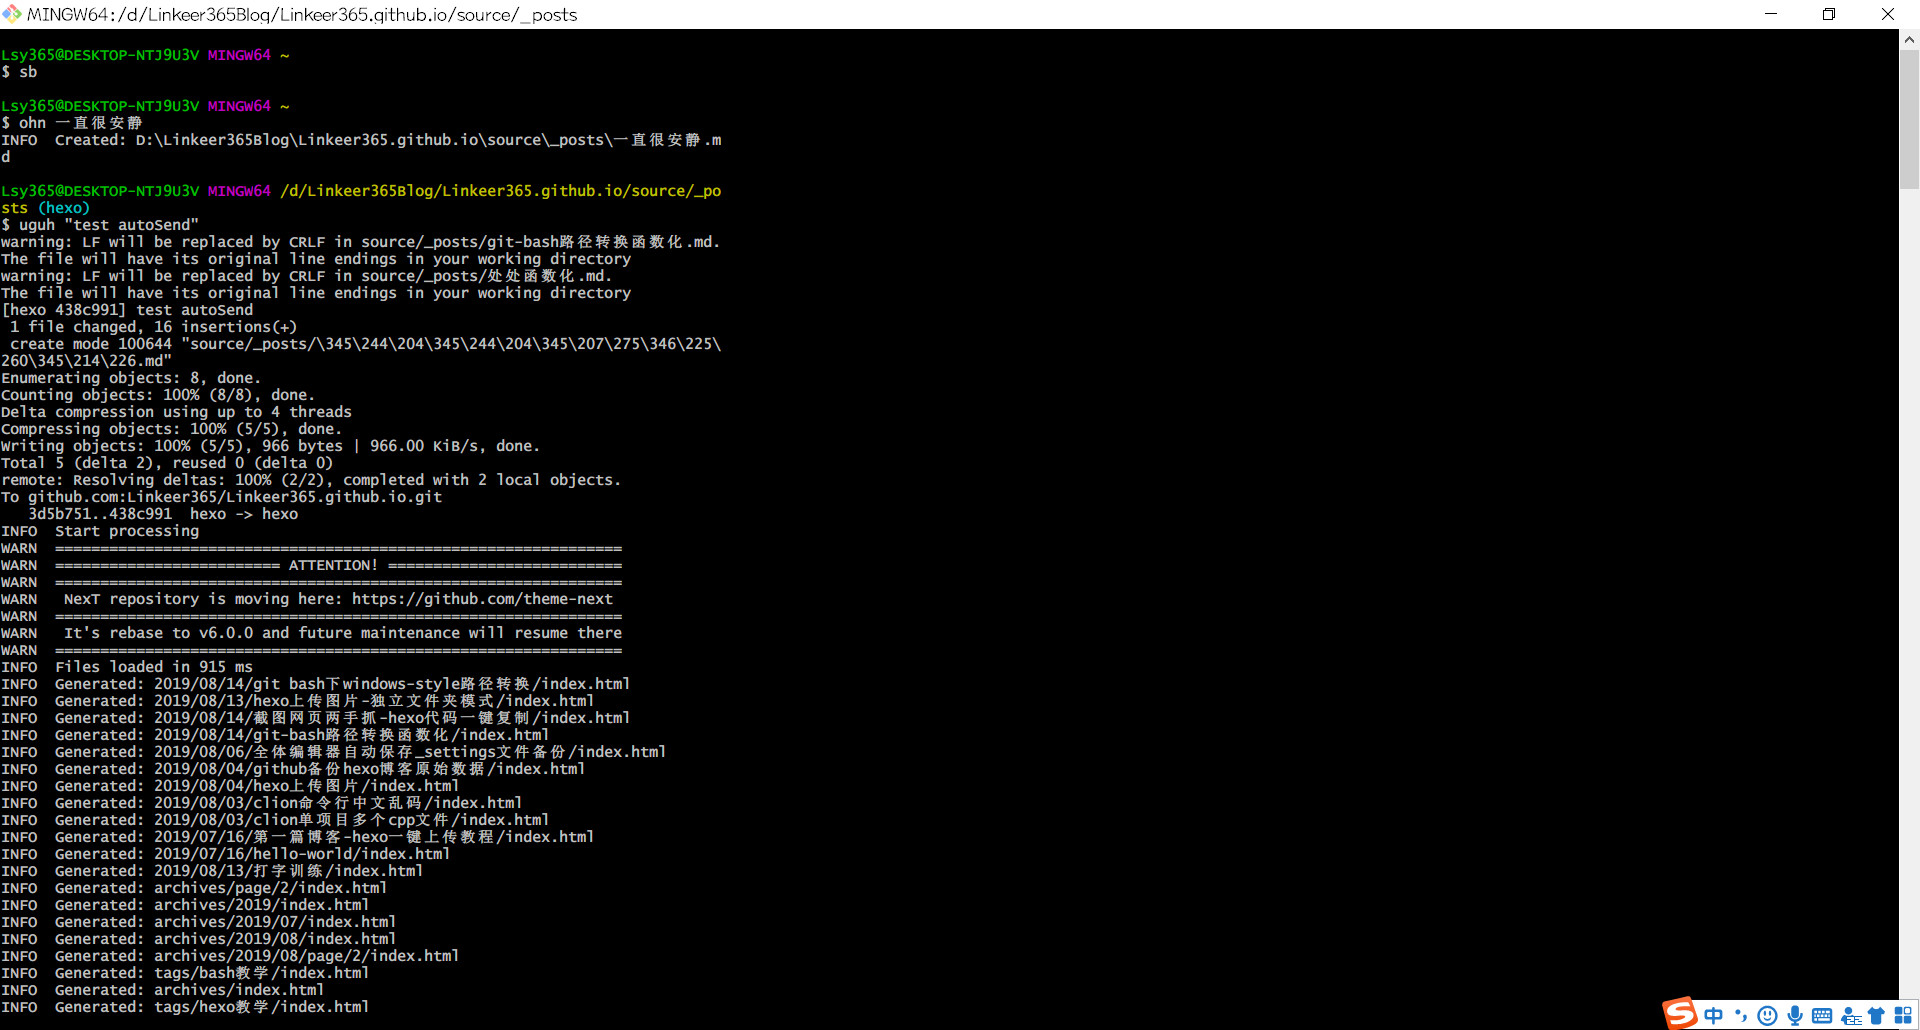 MINGW64:/d/Linkeer365Blog/Linkeer365.github.io/source/_posts
Lsy365@DESKTOP-NTJ9U3V MINGW64 ~
$ sb
Lsy365@DESKTOP-NTJ9U3V MINGW64 ~
$ ohn 一直很安静
INFO  Created: D:\Linkeer365Blog\Linkeer365.github.io\source\_posts\一直很安静.m
d
Lsy365@DESKTOP-NTJ9U3V MINGW64 /d/Linkeer365Blog/Linkeer365.github.io/source/_po
sts (hexo)
$ uguh "test autoSend"
warning: LF will be replaced by CRLF in source/_posts/git-bash路径转换函数化.md.
The file will have its original line endings in your working directory
warning: LF will be replaced by CRLF in source/_posts/处处函数化.md.
The file will have its original line endings in your working directory
[hexo 438c991] test autoSend
 1 file changed, 16 insertions(+)
 create mode 100644 "source/_posts/\345\244\204\345\244\204\345\207\275\346\225\
260\345\214\226.md"
Enumerating objects: 8, done.
Counting objects: 100% (8/8), done.
Delta compression using up to 4 threads
Compressing objects: 100% (5/5), done.
Writing objects: 100% (5/5), 966 bytes | 966.00 KiB/s, done.
Total 5 (delta 2), reused 0 (delta 0)
remote: Resolving deltas: 100% (2/2), completed with 2 local objects.
To github.com:Linkeer365/Linkeer365.github.io.git
   3d5b751..438c991  hexo -> hexo
INFO  Start processing
WARN  ===============================================================
WARN  ========================= ATTENTION! ==========================
WARN  ===============================================================
WARN   NexT repository is moving here: https://github.com/theme-next
WARN  ===============================================================
WARN   It's rebase to v6.0.0 and future maintenance will resume there
WARN  ===============================================================
INFO  Files loaded in 915 ms
INFO  Generated: 2019/08/14/git bash下windows-style路径转换/index.html
INFO  Generated: 2019/08/13/hexo上传图片-独立文件夹模式/index.html
INFO  Generated: 2019/08/14/截图网页两手抓-hexo代码一键复制/index.html
INFO  Generated: 2019/08/14/git-bash路径转换函数化/index.html
INFO  Generated: 2019/08/06/全体编辑器自动保存_settings文件备份/index.html
INFO  Generated: 2019/08/04/github备份hexo博客原始数据/index.html
INFO  Generated: 2019/08/04/hexo上传图片/index.html
INFO  Generated: 2019/08/03/clion命令行中文乱码/index.html
INFO  Generated: 2019/08/03/clion单项目多个cpp文件/index.html
INFO  Generated: 2019/07/16/第一篇博客-hexo一键上传教程/index.html
INFO  Generated: 2019/07/16/hello-world/index.html
INFO  Generated: 2019/08/13/打字训练/index.html
INFO  Generated: archives/page/2/index.html
INFO  Generated: archives/2019/index.html
INFO  Generated: archives/2019/07/index.html
INFO  Generated: archives/2019/08/index.html
INFO  Generated: archives/2019/08/page/2/index.html
INFO  Generated: tags/bash教学/index.html
INFO  Generated: archives/index.html
INFO  Generated: tags/hexo教学/index.html
S 中